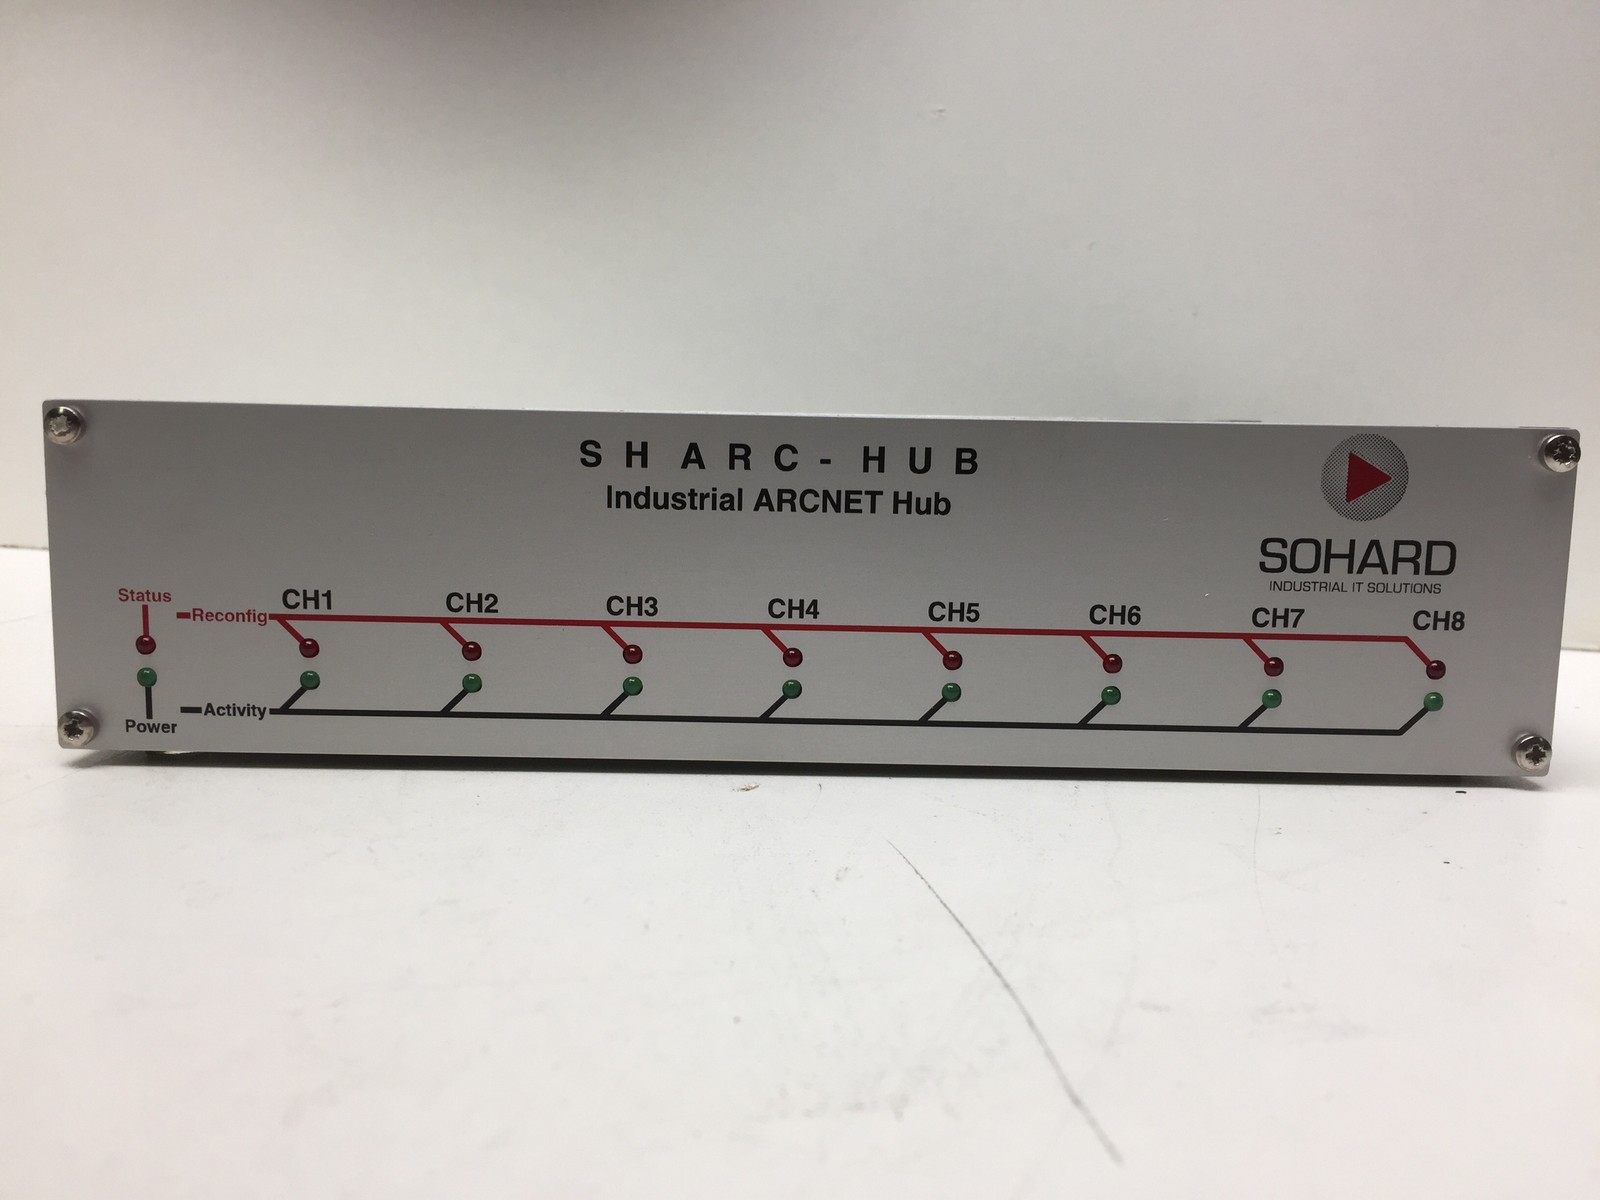 SHARC-HUB
Industrial ARCNET Hub
SOHARD
INDUSTRIAL IT SOLUTIONS
Status
Reconfig
CH1 CH2 CH3 CH4 CH5 CH6 CH7 CH8
Activity
Power